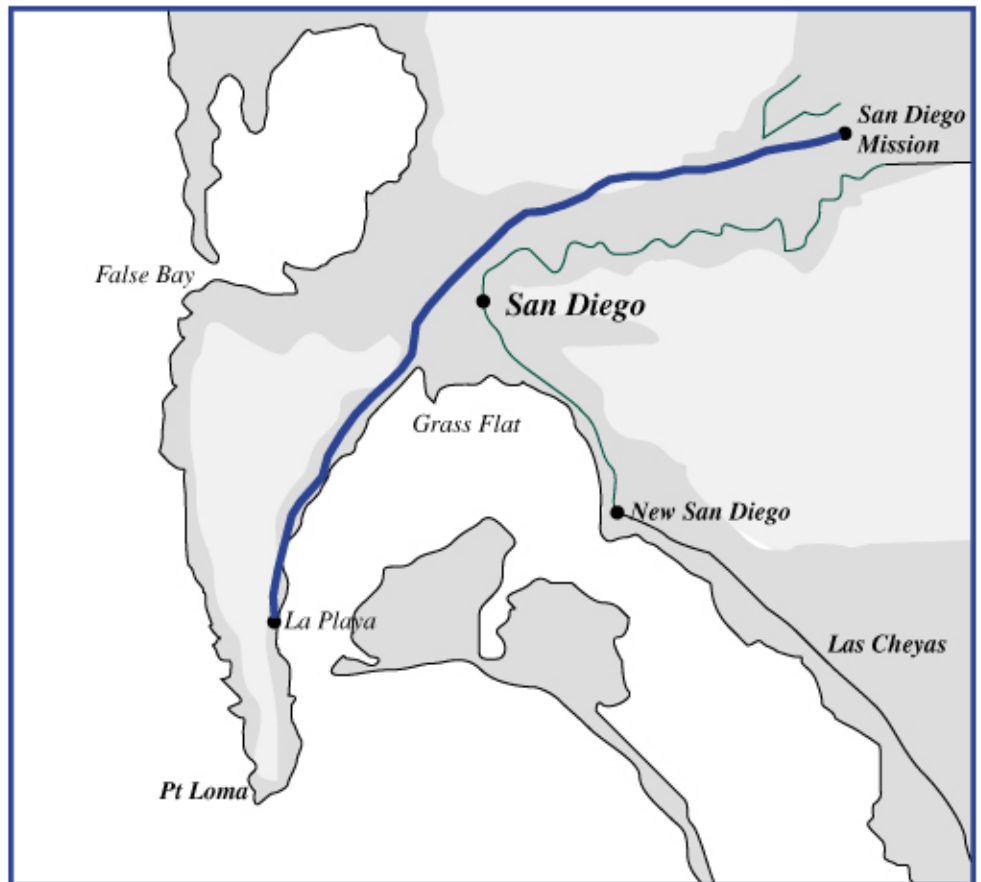 San Diego
Mission
False Bay
San Diego
Grass Flat
New San Diego
La Playa
Las Cheyas
Pt Loma